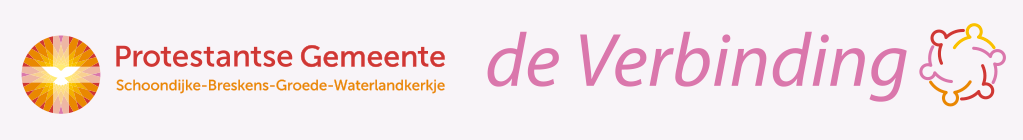 Protestantse Gemeente
Schoondijke-Breskens-Groede-Waterlandkerkje
de Verbinding